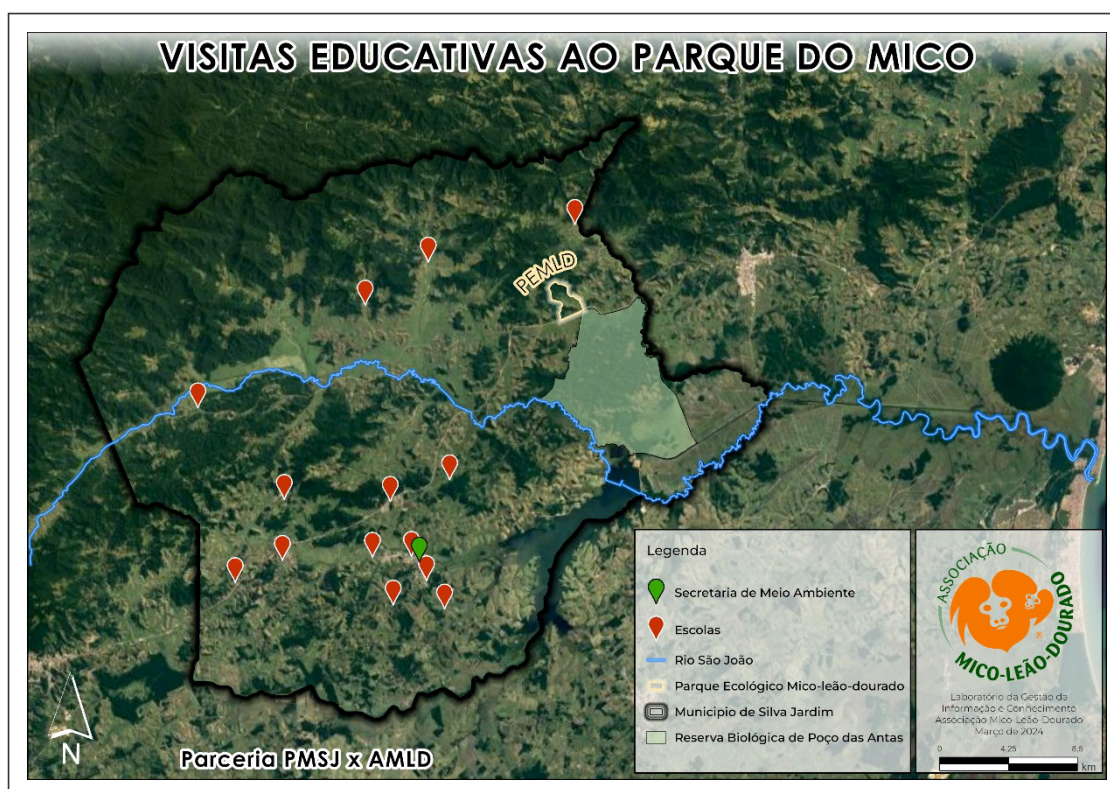 VISITAS EDUCATIVAS AO PARQUE DO MICO
PEMLD
N
Parceria PMSJ x AMLD
Legenda
Secretaria de Meio Ambiente
Escolas
Rio São João
Parque Ecológico Mico-leão-dourado
Municipio de Silva Jardim
Reserva Biológica de Poço das Antas
ASSOCIAÇÃO
MICO-LEÃO-DOURADO
®
Laboratório da Gestão da
Informação e Conhecimento
Associação Mico-Leão-Dourado
Março de 2024
0 4,25 8,5
km